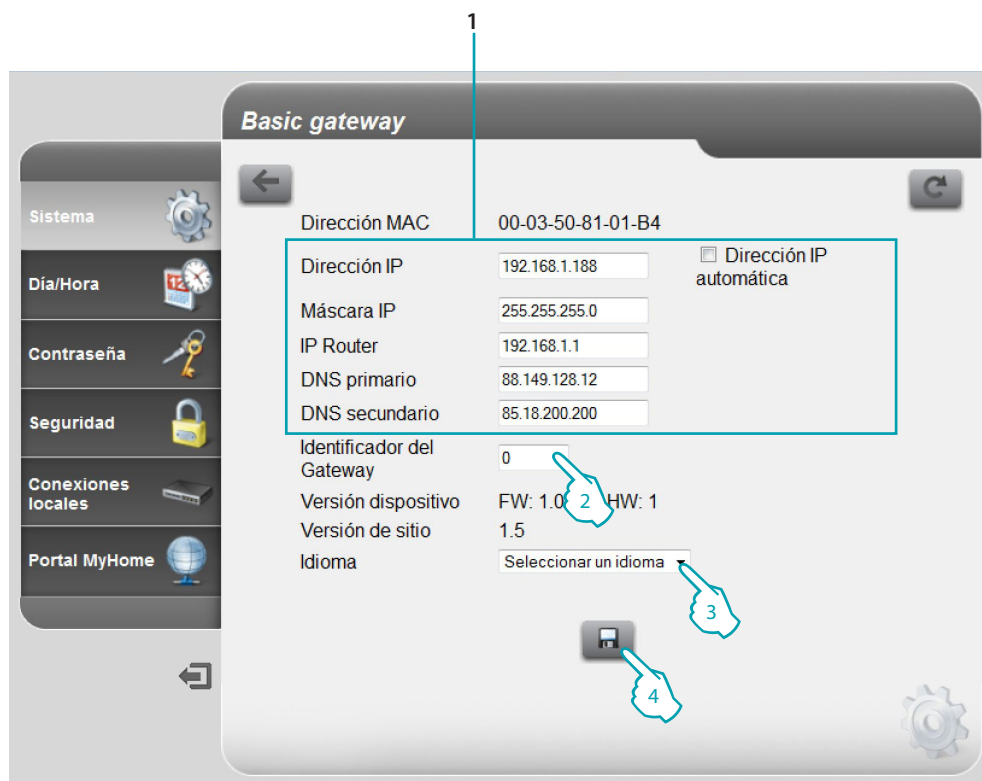 1
Basic gateway
Sistema
Día/Hora
Contraseña
Seguridad
Conexiones
locales
Portal MyHome
Dirección MAC 00-03-50-81-01-B4
Dirección IP 192.168.1.188 Dirección IP
automática
Máscara IP 255.255.255.0
IP Router 192.168.1.1
DNS primario 88.149.128.12
DNS secundario 85.18.200.200
Identificador del
Gateway 0
2
Versión dispositivo FW: 1.0 HW: 1
Versión de sitio 1.5
Idioma Seleccionar un idioma
3
4